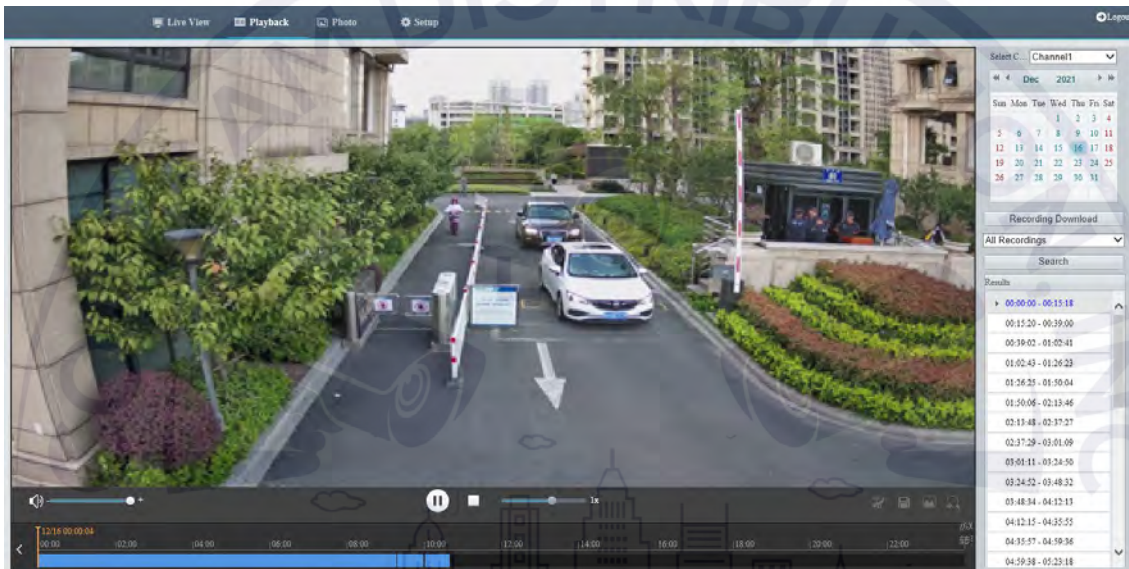 Live View Playback Photo Setup Logout
Select C... Channel1
Dec 2021
Sun Mon Tue Wed Thu Fri Sat
1 2 3 4
5 6 7 8 9 10 11
12 13 14 15 16 17 18
19 20 21 22 23 24 25
26 27 28 29 30 31
Recording Download
All Recordings
Search
Results
00:00:00 - 00:15:18
00:15:20 - 00:39:00
00:39:02 - 01:02:41
01:02:43 - 01:26:23
01:26:25 - 01:50:04
01:50:06 - 02:13:46
02:13:48 - 02:37:27
02:37:29 - 03:01:09
03:01:11 - 03:24:50
03:24:52 - 03:48:32
03:48:34 - 04:12:13
04:12:15 - 04:35:55
04:35:57 - 04:59:36
04:59:38 - 05:23:18
1x
12/16 00:00:04
00:00 02:00 04:00 06:00 08:00 10:00 12:00 14:00 16:00 18:00 20:00 22:00